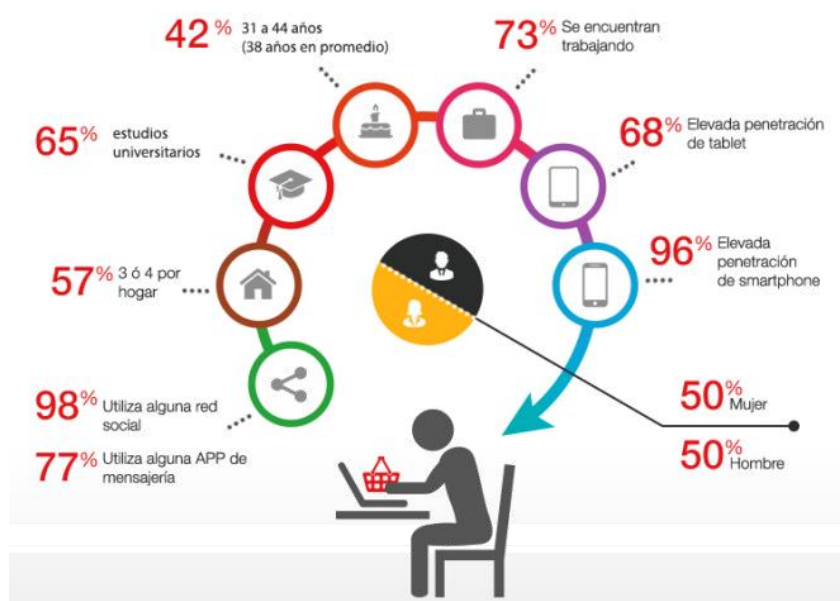 42% 31 a 44 años
(38 años en promedio)
73% Se encuentran
trabajando
65% estudios
universitarios
68% Elevada penetración
de tablet
57% 3 ó 4 por
hogar
96% Elevada
penetración
de smartphone
98% Utiliza alguna red
social
77% Utiliza alguna APP de
mensajería
50% Mujer
50% Hombre